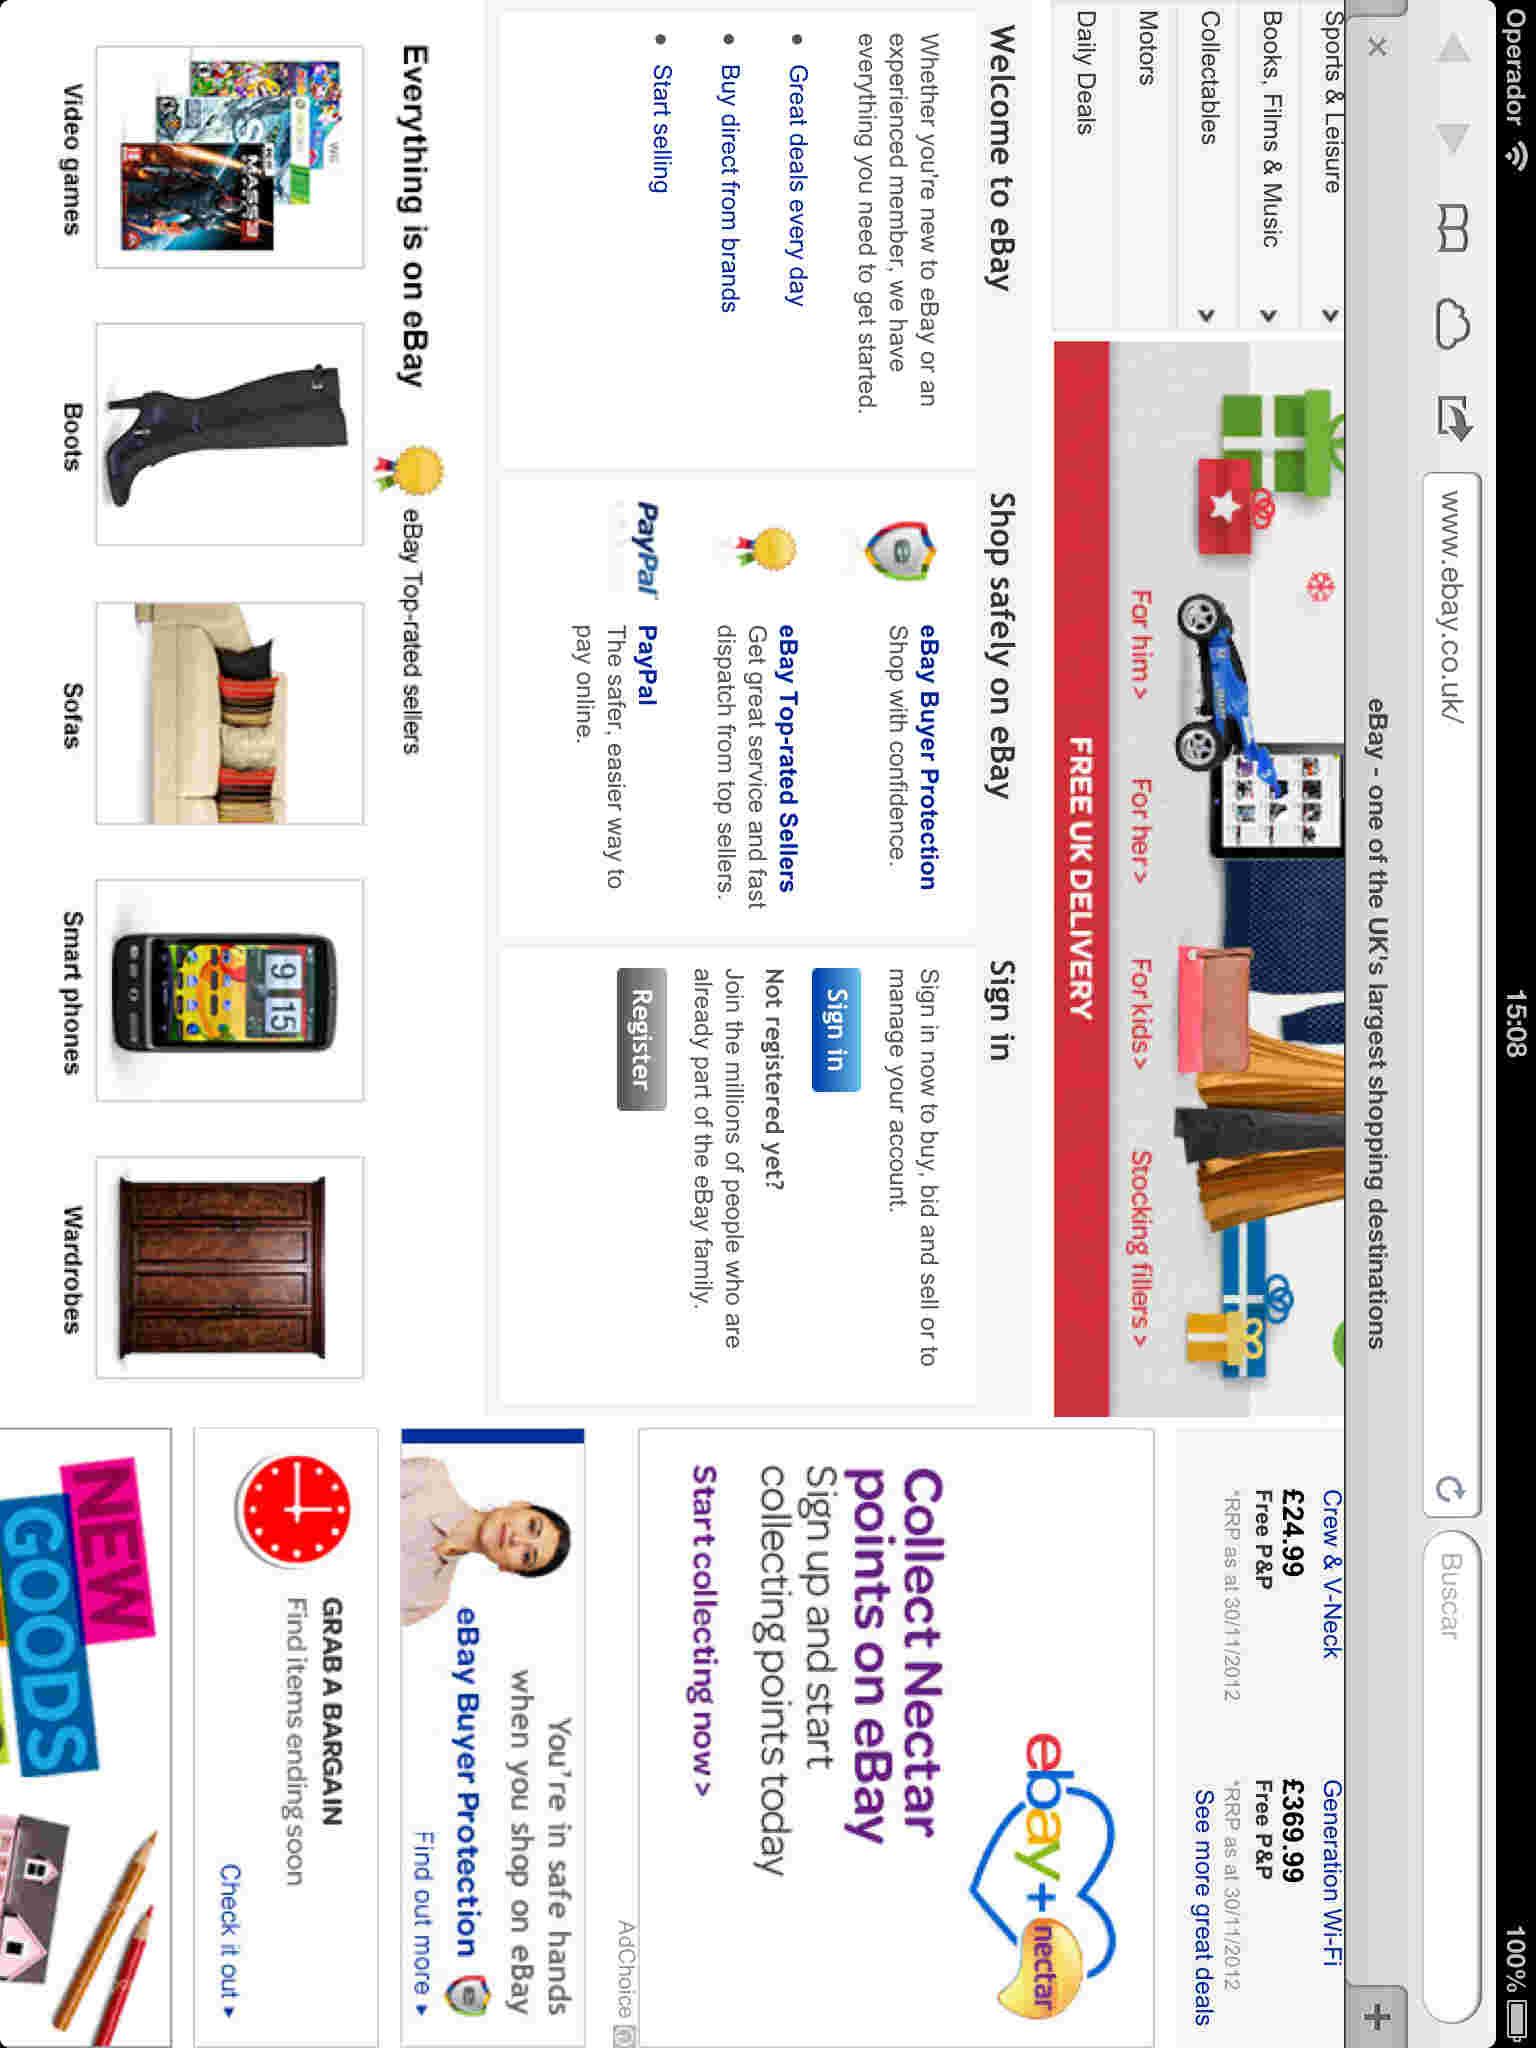 Operador
15:08
100%
www.ebay.co.uk/
Buscar
eBay - one of the UK's largest shopping destinations
Sports & Leisure
Books, Films & Music
Collectables
Motors
Daily Deals
For him >
For her >
For kids >
Stocking fillers >
FREE UK DELIVERY
Crew & V-Neck
£24.99
Free P&P
*RRP as at 30/11/2012
Generation Wi-Fi
£369.99
Free P&P
*RRP as at 30/11/2012
See more great deals
Welcome to eBay
Whether you're new to eBay or an
experienced member, we have
everything you need to get started.
• Great deals every day
• Buy direct from brands
• Start selling
Shop safely on eBay
eBay Buyer Protection
Shop with confidence.
eBay Top-rated Sellers
Get great service and fast
dispatch from top sellers.
PayPal
PayPal
The safer, easier way to
pay online.
Sign in
Sign in now to buy, bid and sell or to
manage your account.
Sign in
Not registered yet?
Join the millions of people who are
already part of the eBay family.
Register
ebay + nectar
Collect Nectar
points on eBay
Sign up and start
collecting points today
Start collecting now >
AdChoice
You're in safe hands
when you shop on eBay
eBay Buyer Protection
Find out more
GRAB A BARGAIN
Find items ending soon
Check it out
NEW
GOODS
Everything is on eBay
eBay Top-rated sellers
Wii
MASS
9 15
Video games
Boots
Sofas
Smart phones
Wardrobes